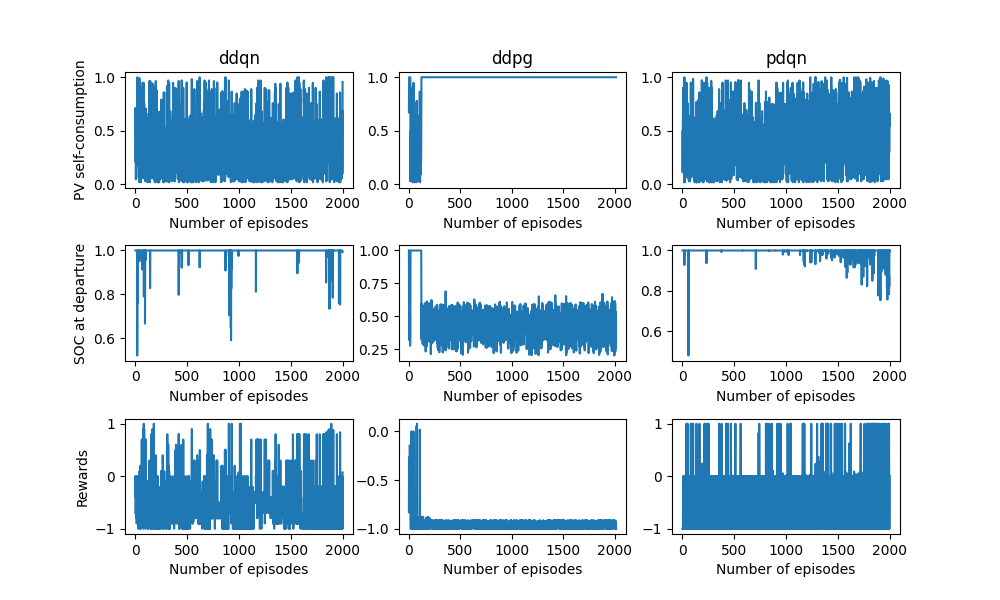 ddqn
ddpg
pdqn
PV self-consumption
1.0
0.5
0.0
0 500 1000 1500 2000
Number of episodes
1.0
0.5
0.0
0 500 1000 1500 2000
Number of episodes
1.0
0.5
0.0
0 500 1000 1500 2000
Number of episodes
SOC at departure
1.0
0.8
0.6
0 500 1000 1500 2000
Number of episodes
1.00
0.75
0.50
0.25
0 500 1000 1500 2000
Number of episodes
1.0
0.8
0.6
0 500 1000 1500 2000
Number of episodes
Rewards
1
0
−1
0 500 1000 1500 2000
Number of episodes
0.0
−0.5
−1.0
0 500 1000 1500 2000
Number of episodes
1
0
−1
0 500 1000 1500 2000
Number of episodes